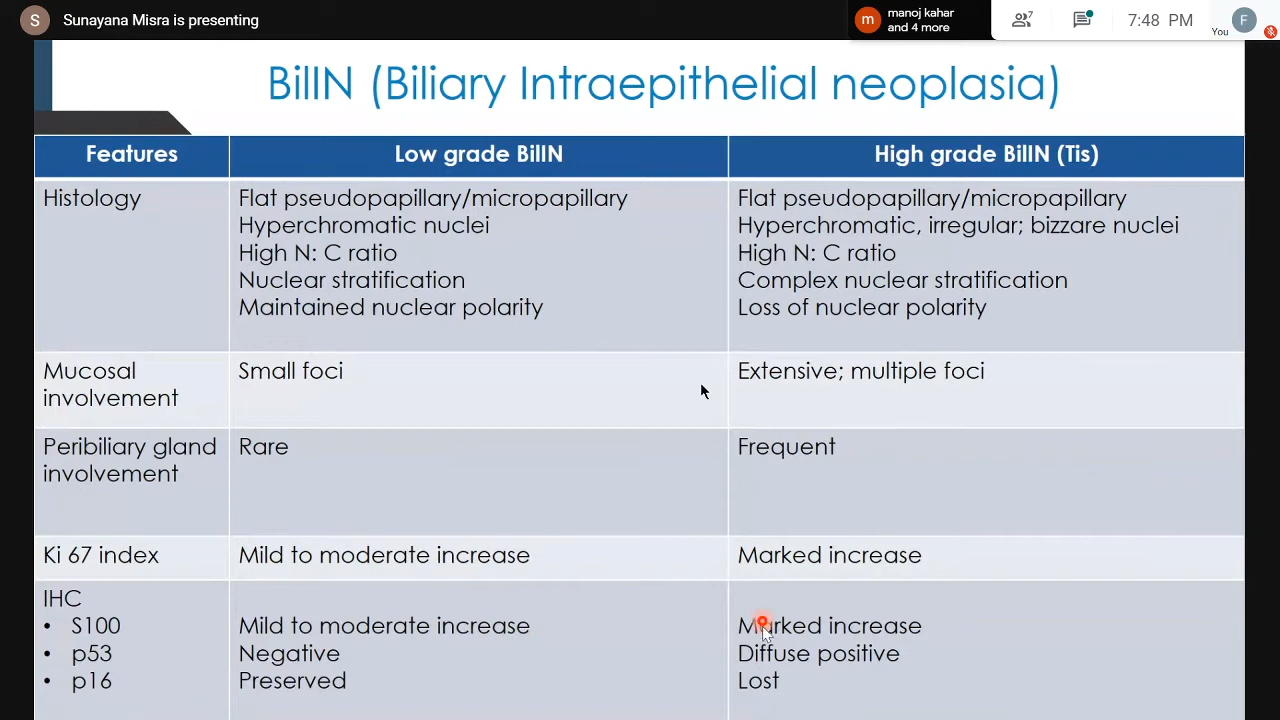 S Sunayana Misra is presenting
m manoj kahar
and 4 more
7
7:48 PM
You F
BilIN (Biliary Intraepithelial neoplasia)
Features Low grade BilIN High grade BilIN (Tis)
Histology Flat pseudopapillary/micropapillary Flat pseudopapillary/micropapillary
Hyperchromatic nuclei Hyperchromatic, irregular; bizzare nuclei
High N: C ratio High N: C ratio
Nuclear stratification Complex nuclear stratification
Maintained nuclear polarity Loss of nuclear polarity
Mucosal Small foci Extensive; multiple foci
involvement
Peribiliary gland Rare Frequent
involvement
Ki 67 index Mild to moderate increase Marked increase
IHC
• S100 Mild to moderate increase Marked increase
• p53 Negative Diffuse positive
• p16 Preserved Lost